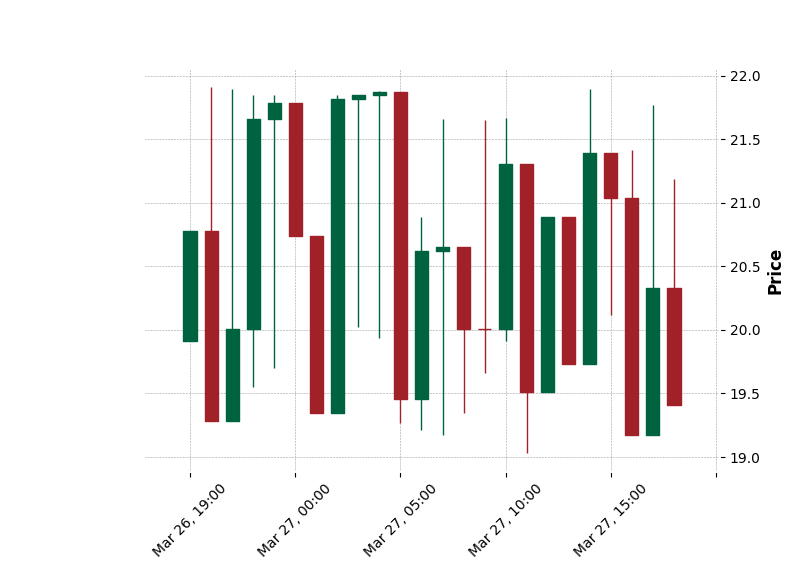 22.0
21.5
21.0
20.5
20.0
19.5
19.0
Price
Mar 26, 19:00
Mar 27, 00:00
Mar 27, 05:00
Mar 27, 10:00
Mar 27, 15:00